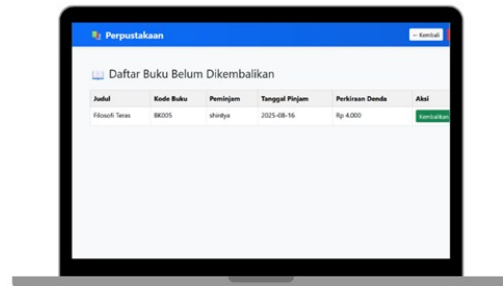 Perpustakaan
← Kembali
Daftar Buku Belum Dikembalikan
Judul Kode Buku Peminjam Tanggal Pinjam Perkiraan Denda Aksi
Filosofi Teras BK005 shintya 2025-08-16 Rp 4.000 Kembalikan